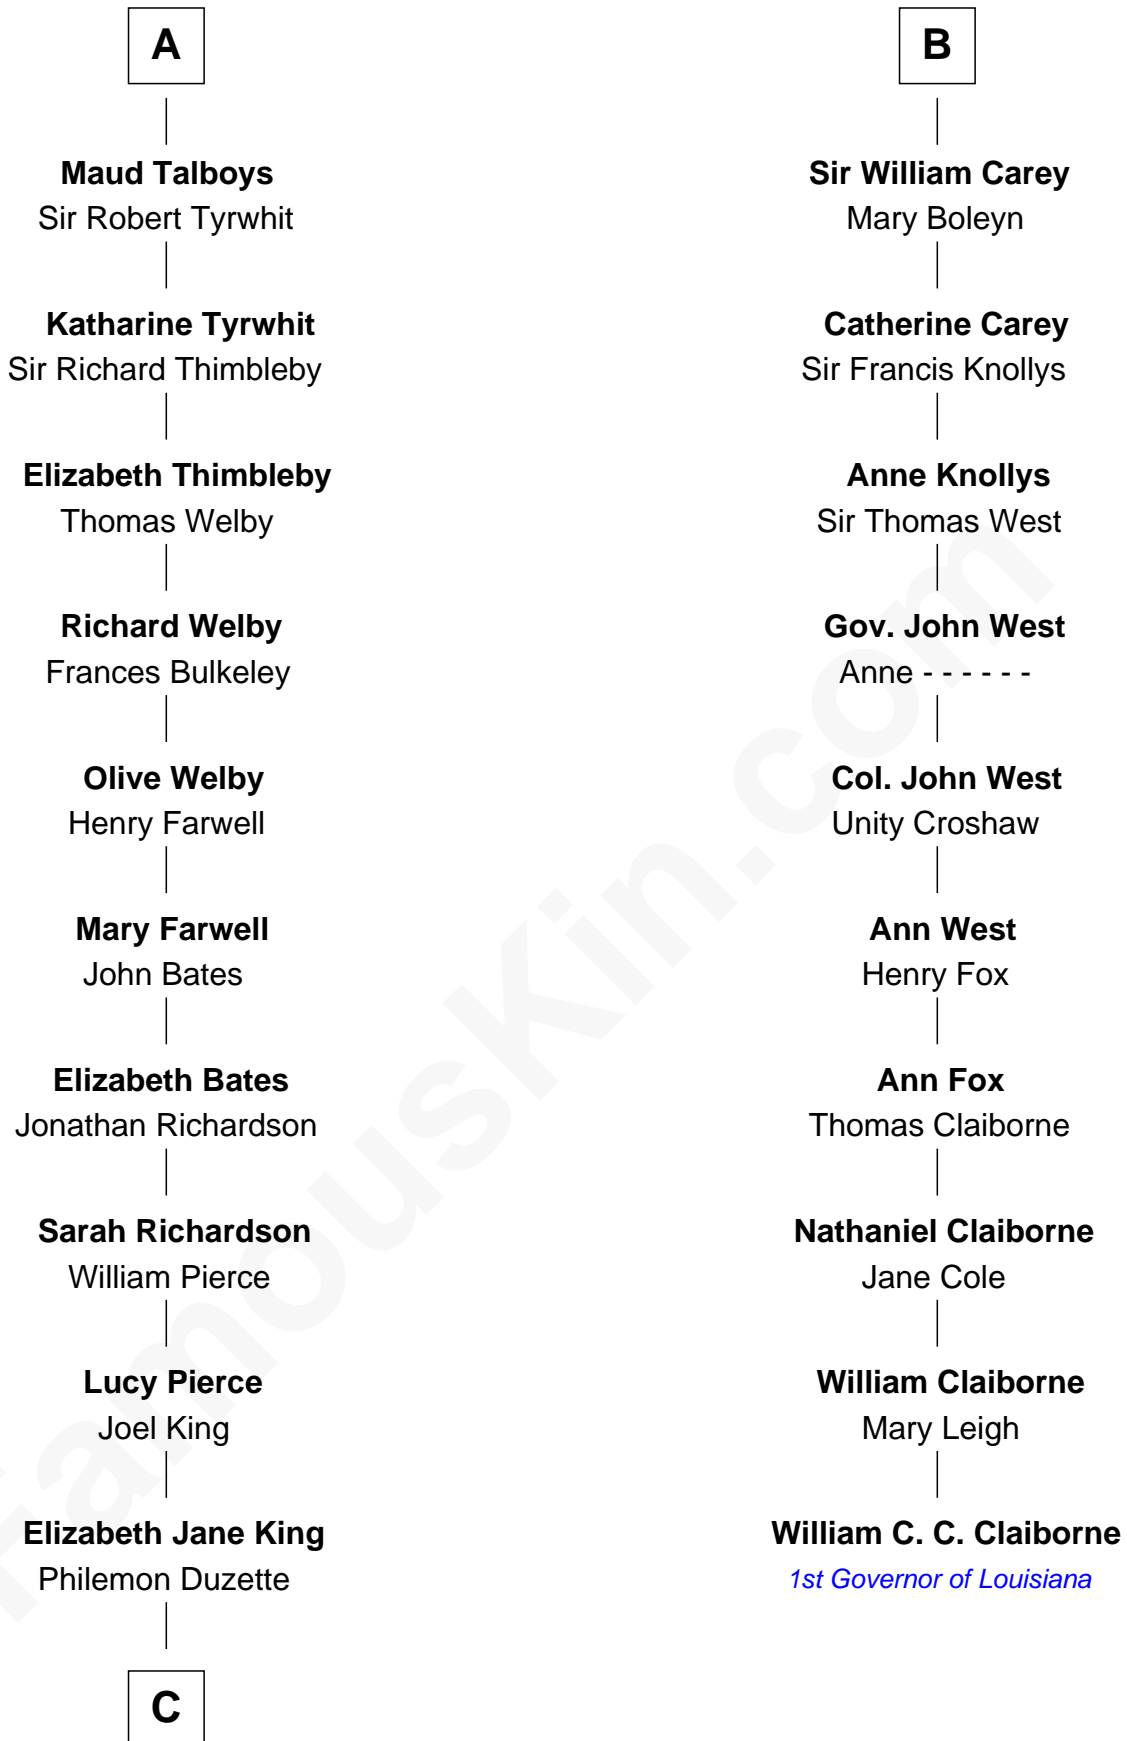 A
Maud Talboys
Sir Robert Tyrwhit
Katharine Tyrwhit
Sir Richard Thimbleby
Elizabeth Thimbleby
Thomas Welby
Richard Welby
Frances Bulkeley
Olive Welby
Henry Farwell
Mary Farwell
John Bates
Elizabeth Bates
Jonathan Richardson
Sarah Richardson
William Pierce
Lucy Pierce
Joel King
Elizabeth Jane King
Philemon Duzette
C
B
Sir William Carey
Mary Boleyn
Catherine Carey
Sir Francis Knollys
Anne Knollys
Sir Thomas West
Gov. John West
Anne - - - - - -
Col. John West
Unity Croshaw
Ann West
Henry Fox
Ann Fox
Thomas Claiborne
Nathaniel Claiborne
Jane Cole
William Claiborne
Mary Leigh
William C. C. Claiborne
1st Governor of Louisiana
FamousKin.com